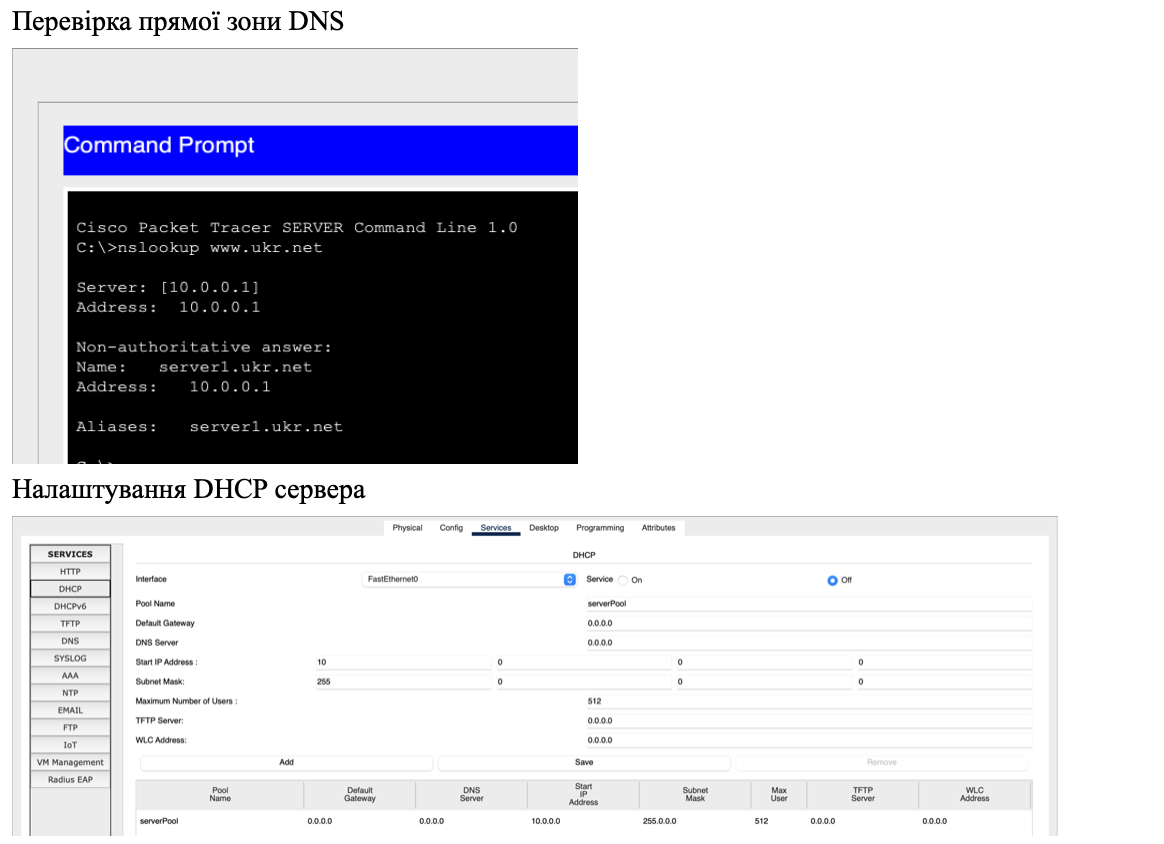 Перевірка прямої зони DNS
Command Prompt
Cisco Packet Tracer SERVER Command Line 1.0
C:\>nslookup www.ukr.net
Server: [10.0.0.1]
Address:  10.0.0.1
Non-authoritative answer:
Name:   server1.ukr.net
Address:   10.0.0.1
Aliases:   server1.ukr.net
Налаштування DHCP сервера
Physical Config Services Desktop Programming Attributes
SERVICES
HTTP
DHCP
DHCPv6
TFTP
DNS
SYSLOG
AAA
NTP
EMAIL
FTP
IoT
VM Management
Radius EAP
DHCP
Interface FastEthernet0 Service On Off
Pool Name serverPool
Default Gateway 0.0.0.0
DNS Server 0.0.0.0
Start IP Address : 10 0 0 0
Subnet Mask: 255 0 0 0
Maximum Number of Users : 512
TFTP Server: 0.0.0.0
WLC Address: 0.0.0.0
Add Save Remove
Pool Name Default Gateway DNS Server Start IP Address Subnet Mask Max User TFTP Server WLC Address
serverPool 0.0.0.0 0.0.0.0 10.0.0.0 255.0.0.0 512 0.0.0.0 0.0.0.0